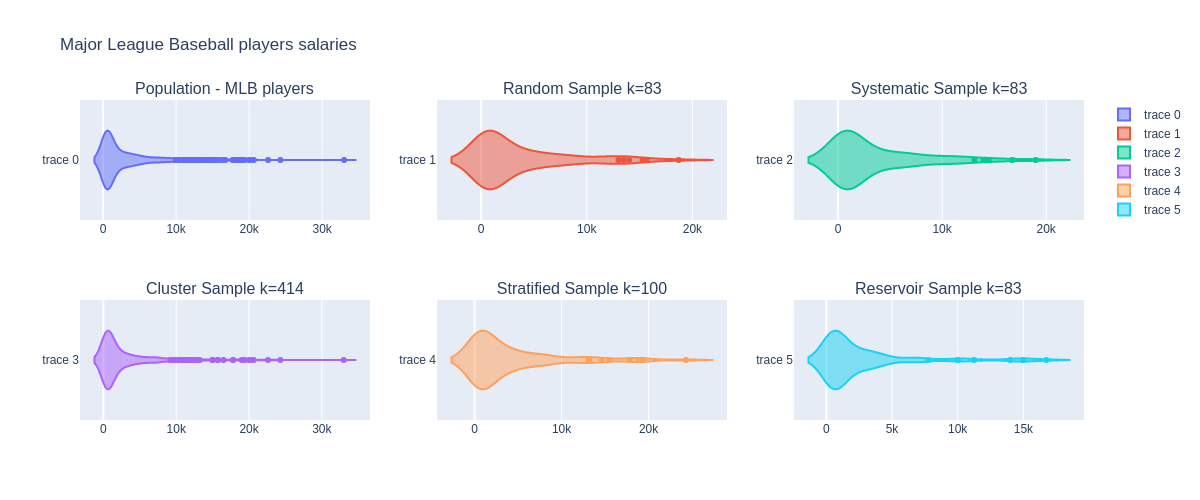 Major League Baseball players salaries
Population - MLB players
Random Sample k=83
Systematic Sample k=83
trace 0
trace 1
trace 2
trace 0
trace 1
trace 2
trace 3
trace 4
trace 5
0 10k 20k 30k
0 10k 20k
0 10k 20k
Cluster Sample k=414
Stratified Sample k=100
Reservoir Sample k=83
trace 3
trace 4
trace 5
0 10k 20k 30k
0 10k 20k
0 5k 10k 15k